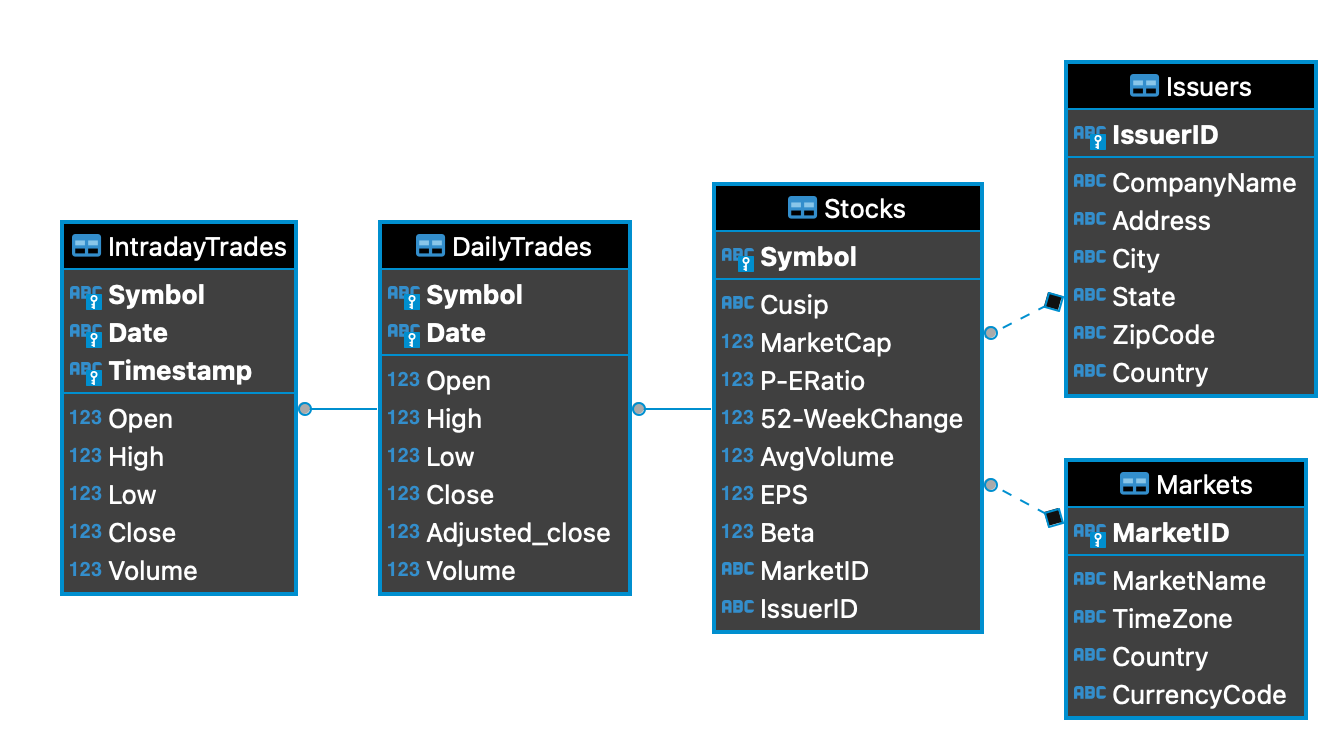 IntradayTrades
ABC Symbol
ABC Date
ABC Timestamp
123 Open
123 High
123 Low
123 Close
123 Volume
DailyTrades
ABC Symbol
ABC Date
123 Open
123 High
123 Low
123 Close
123 Adjusted_close
123 Volume
Stocks
ABC Symbol
ABC Cusip
123 MarketCap
123 P-ERatio
123 52-WeekChange
123 AvgVolume
123 EPS
123 Beta
ABC MarketID
ABC IssuerID
Issuers
ABC IssuerID
ABC CompanyName
ABC Address
ABC City
ABC State
ABC ZipCode
ABC Country
Markets
ABC MarketID
ABC MarketName
ABC TimeZone
ABC Country
ABC CurrencyCode